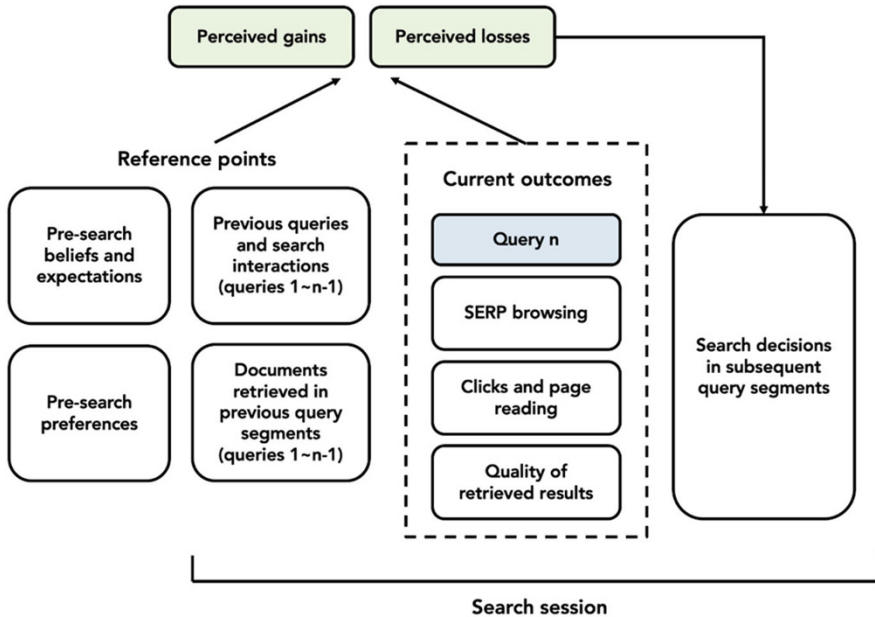 Perceived gains
Perceived losses
Reference points
Pre-search
beliefs and
expectations
Previous queries
and search
interactions
(queries 1~n-1)
Pre-search
preferences
Documents
retrieved in
previous query
segments
(queries 1~n-1)
Current outcomes
Query n
SERP browsing
Clicks and page
reading
Quality of
retrieved results
Search decisions
in subsequent
query segments
Search session